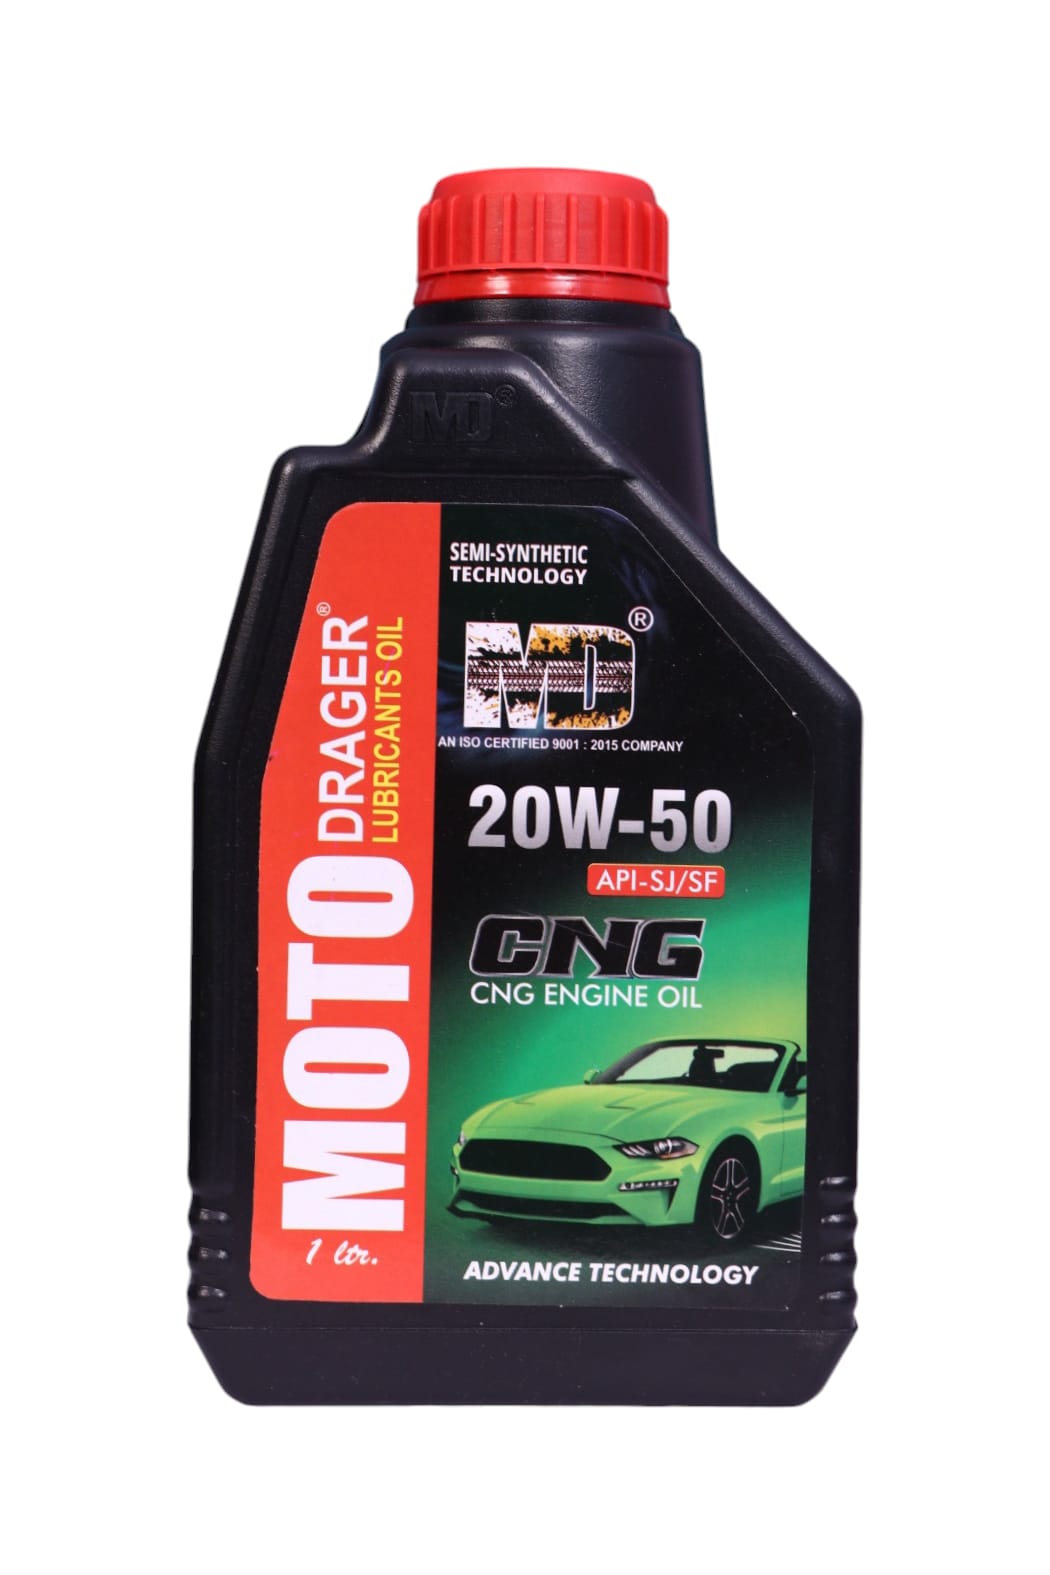 MD®
SEMI-SYNTHETIC
TECHNOLOGY
MD®
AN ISO CERTIFIED 9001 : 2015 COMPANY
MOTO DRAGER®
LUBRICANTS OIL
20W-50
API-SJ/SF
CNG
CNG ENGINE OIL
1 ltr.
ADVANCE TECHNOLOGY